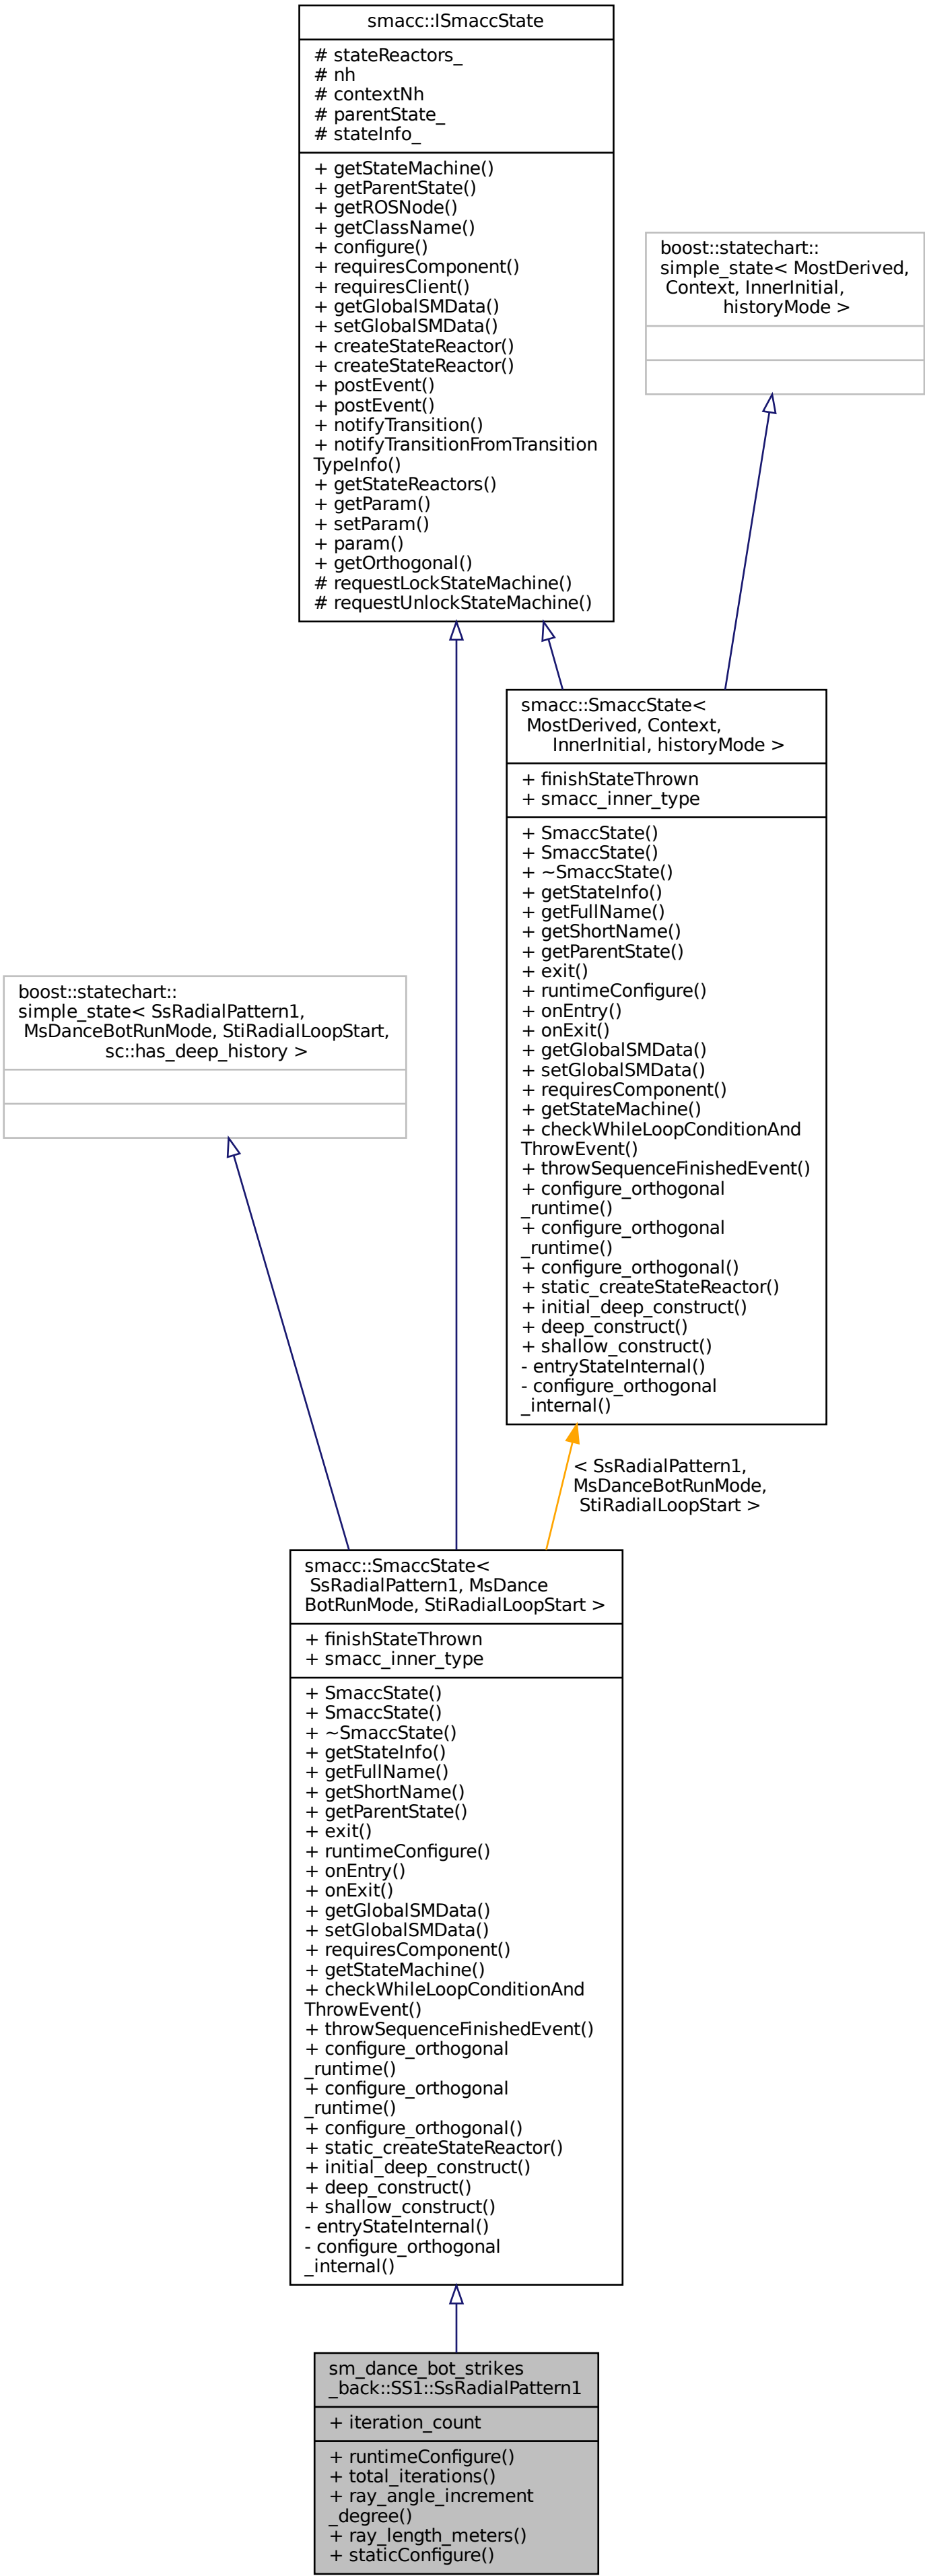 smacc::ISmaccState
# stateReactors_
# nh
# contextNh
# parentState_
# stateInfo_
+ getStateMachine()
+ getParentState()
+ getROSNode()
+ getClassName()
+ configure()
+ requiresComponent()
+ requiresClient()
+ getGlobalSMData()
+ setGlobalSMData()
+ createStateReactor()
+ createStateReactor()
+ postEvent()
+ postEvent()
+ notifyTransition()
+ notifyTransitionFromTransition
TypeInfo()
+ getStateReactors()
+ getParam()
+ setParam()
+ param()
+ getOrthogonal()
# requestLockStateMachine()
# requestUnlockStateMachine()
boost::statechart::
simple_state< MostDerived,
Context, InnerInitial,
historyMode >
smacc::SmaccState<
MostDerived, Context,
InnerInitial, historyMode >
+ finishStateThrown
+ smacc_inner_type
+ SmaccState()
+ SmaccState()
+ ~SmaccState()
+ getStateInfo()
+ getFullName()
+ getShortName()
+ getParentState()
+ exit()
+ runtimeConfigure()
+ onEntry()
+ onExit()
+ getGlobalSMData()
+ setGlobalSMData()
+ requiresComponent()
+ getStateMachine()
+ checkWhileLoopConditionAnd
ThrowEvent()
+ throwSequenceFinishedEvent()
+ configure_orthogonal
_runtime()
+ configure_orthogonal
_runtime()
+ configure_orthogonal()
+ static_createStateReactor()
+ initial_deep_construct()
+ deep_construct()
+ shallow_construct()
- entryStateInternal()
- configure_orthogonal
_internal()
boost::statechart::
simple_state< SsRadialPattern1,
MsDanceBotRunMode, StiRadialLoopStart,
sc::has_deep_history >
< SsRadialPattern1,
MsDanceBotRunMode,
StiRadialLoopStart >
smacc::SmaccState<
SsRadialPattern1, MsDance
BotRunMode, StiRadialLoopStart >
+ finishStateThrown
+ smacc_inner_type
+ SmaccState()
+ SmaccState()
+ ~SmaccState()
+ getStateInfo()
+ getFullName()
+ getShortName()
+ getParentState()
+ exit()
+ runtimeConfigure()
+ onEntry()
+ onExit()
+ getGlobalSMData()
+ setGlobalSMData()
+ requiresComponent()
+ getStateMachine()
+ checkWhileLoopConditionAnd
ThrowEvent()
+ throwSequenceFinishedEvent()
+ configure_orthogonal
_runtime()
+ configure_orthogonal
_runtime()
+ configure_orthogonal()
+ static_createStateReactor()
+ initial_deep_construct()
+ deep_construct()
+ shallow_construct()
- entryStateInternal()
- configure_orthogonal
_internal()
sm_dance_bot_strikes
_back::SS1::SsRadialPattern1
+ iteration_count
+ runtimeConfigure()
+ total_iterations()
+ ray_angle_increment
_degree()
+ ray_length_meters()
+ staticConfigure()